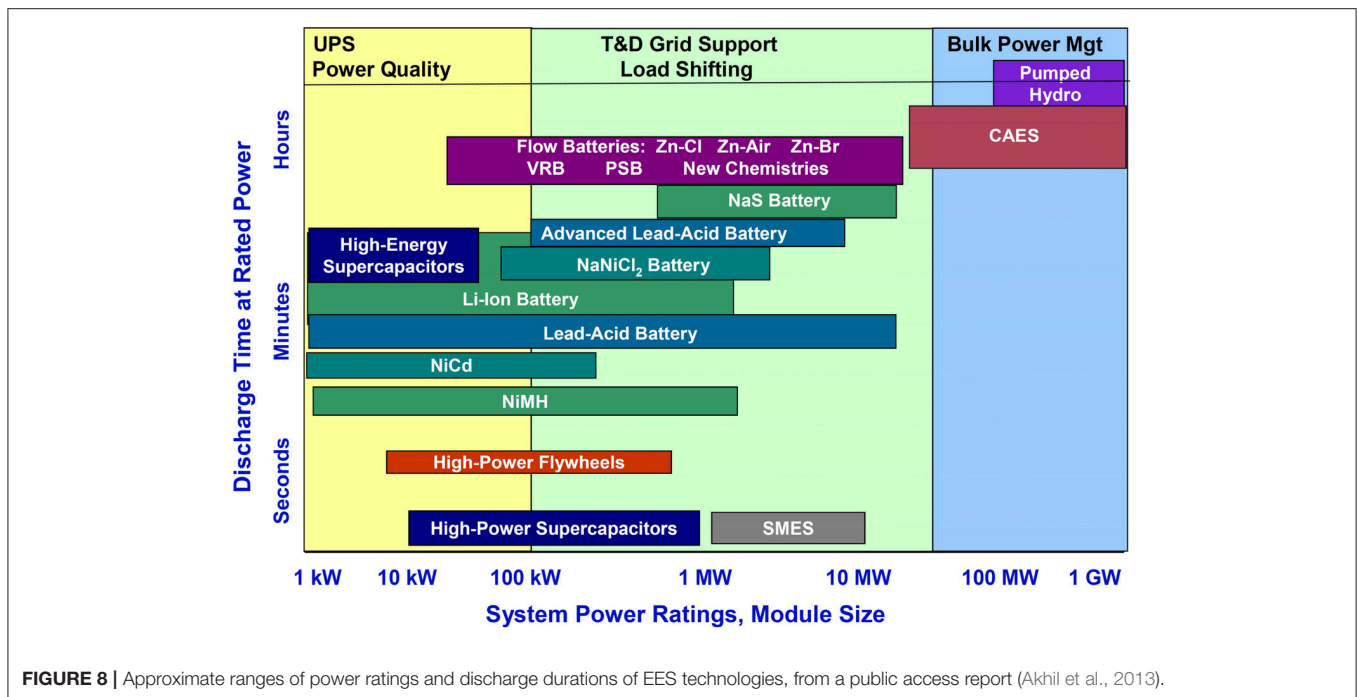 UPS
Power Quality
T&D Grid Support
Load Shifting
Bulk Power Mgt
Pumped
Hydro
CAES
Flow Batteries: Zn-Cl Zn-Air Zn-Br
VRB PSB New Chemistries
NaS Battery
Advanced Lead-Acid Battery
High-Energy
Supercapacitors
NaNiCl₂ Battery
Li-Ion Battery
Lead-Acid Battery
NiCd
NiMH
High-Power Flywheels
High-Power Supercapacitors
SMES
Discharge Time at Rated Power
Hours
Minutes
Seconds
1 kW 10 kW 100 kW 1 MW 10 MW 100 MW 1 GW
System Power Ratings, Module Size
FIGURE 8 | Approximate ranges of power ratings and discharge durations of EES technologies, from a public access report (Akhil et al., 2013).